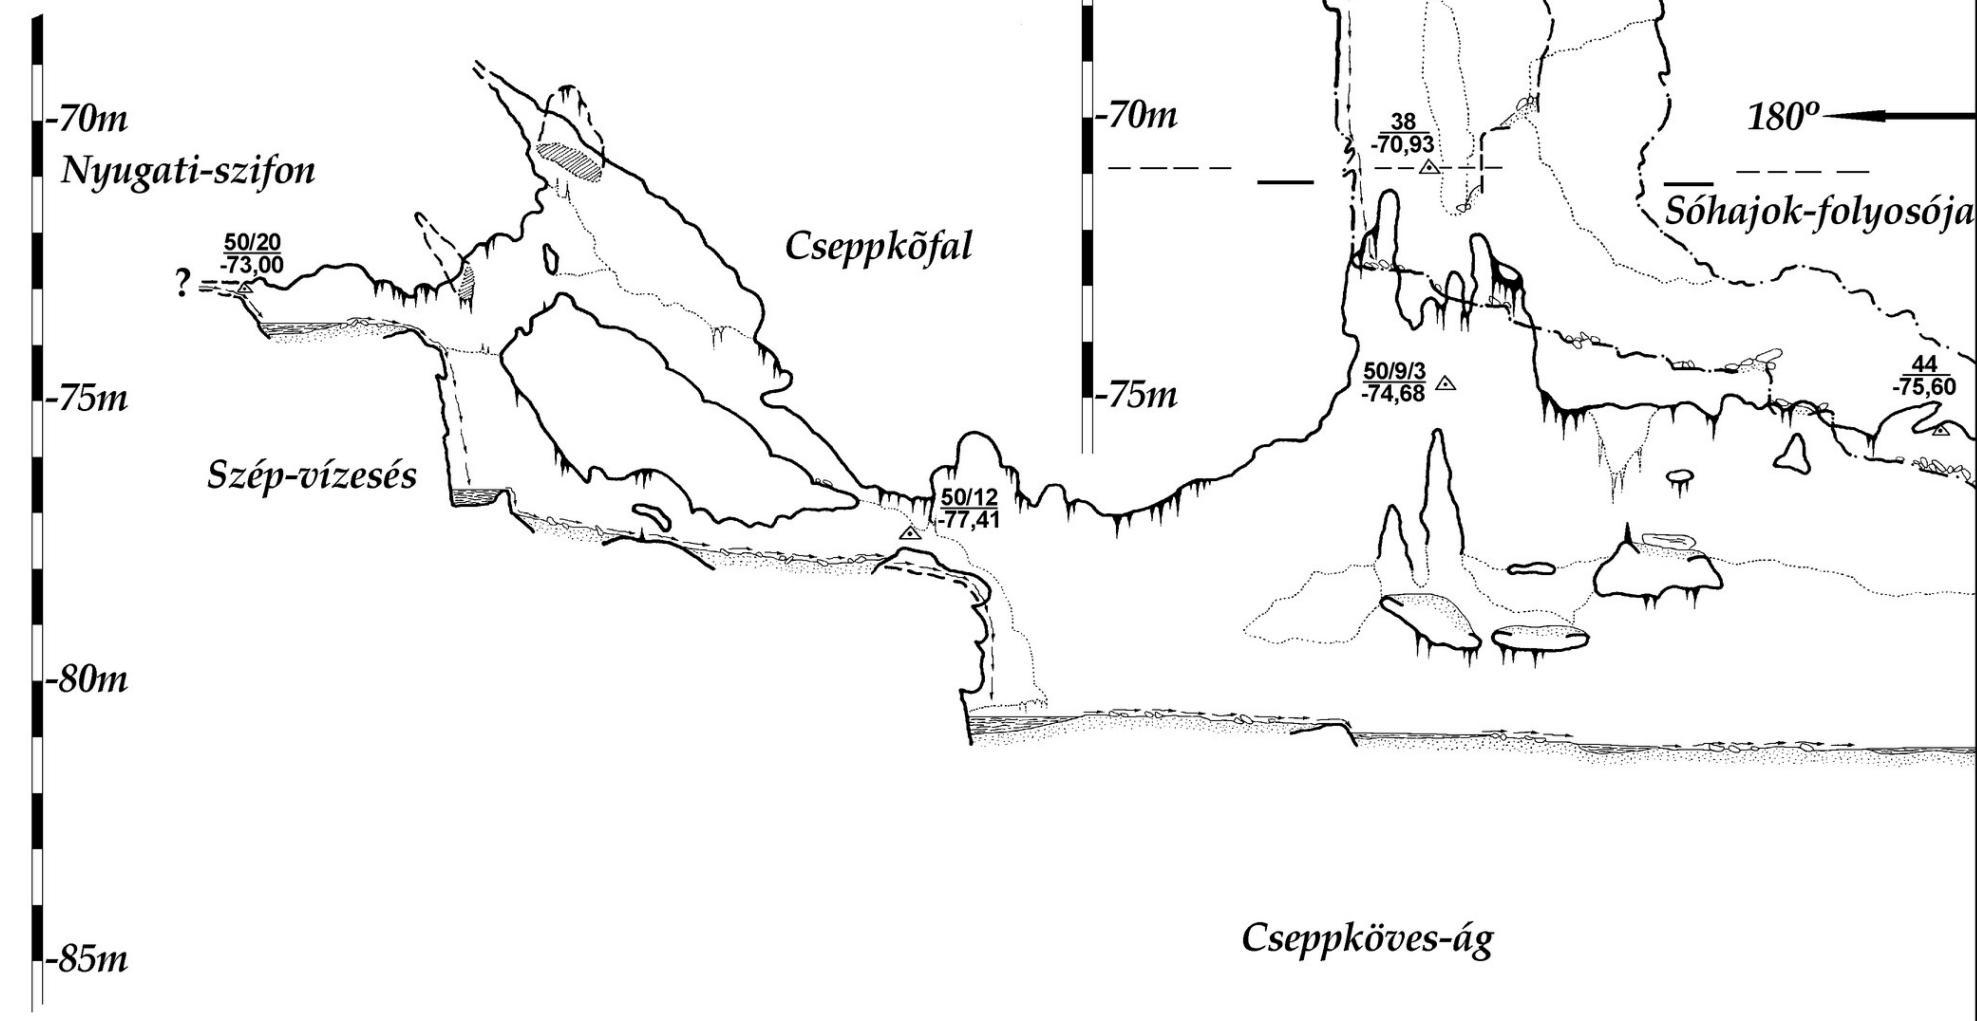 -70m
-70m
38
-70,93
180º
Nyugati-szifon
Sóhajok-folyosója
50/20
-73,00
Cseppkõfal
?
-75m
-75m
50/9/3
-74,68
44
-75,60
Szép-vízesés
50/12
-77,41
-80m
Cseppköves-ág
-85m